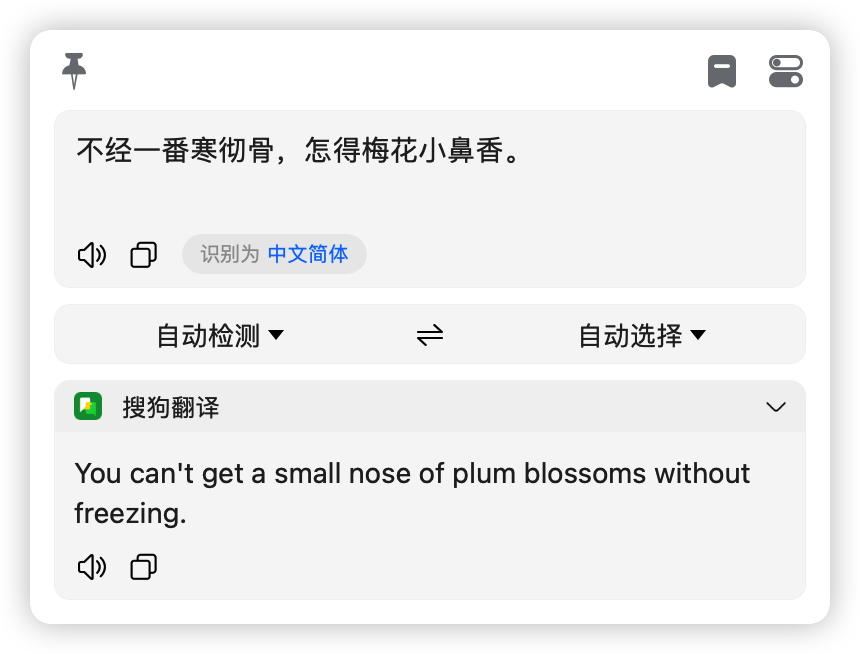 不经一番寒彻骨，怎得梅花小鼻香。
识别为 中文简体
自动检测 自动选择
搜狗翻译
You can't get a small nose of plum blossoms without
freezing.